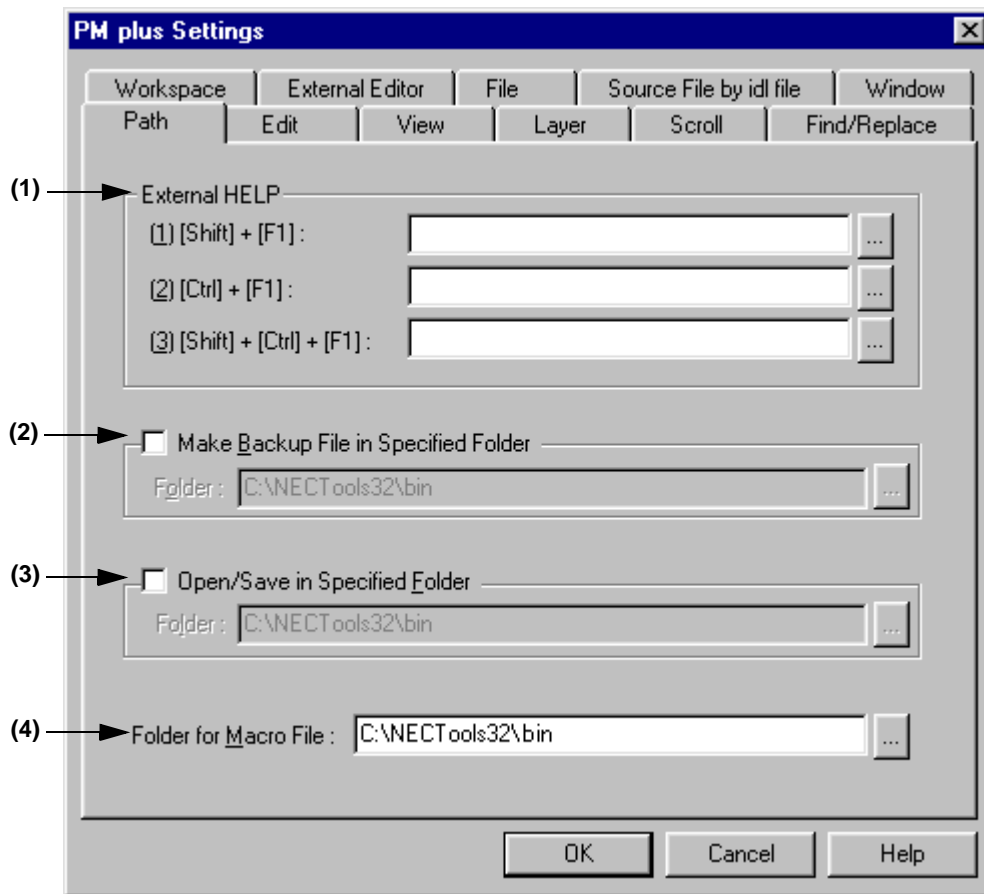 PM plus Settings
Workspace External Editor File Source File by idl file Window
Path Edit View Layer Scroll Find/Replace
(1) External HELP
(1) [Shift] + [F1] : ...
(2) [Ctrl] + [F1] : ...
(3) [Shift] + [Ctrl] + [F1] : ...
(2) Make Backup File in Specified Folder
Folder : C:\NECTools32\bin ...
(3) Open/Save in Specified Folder
Folder : C:\NECTools32\bin ...
(4) Folder for Macro File : C:\NECTools32\bin ...
OK Cancel Help